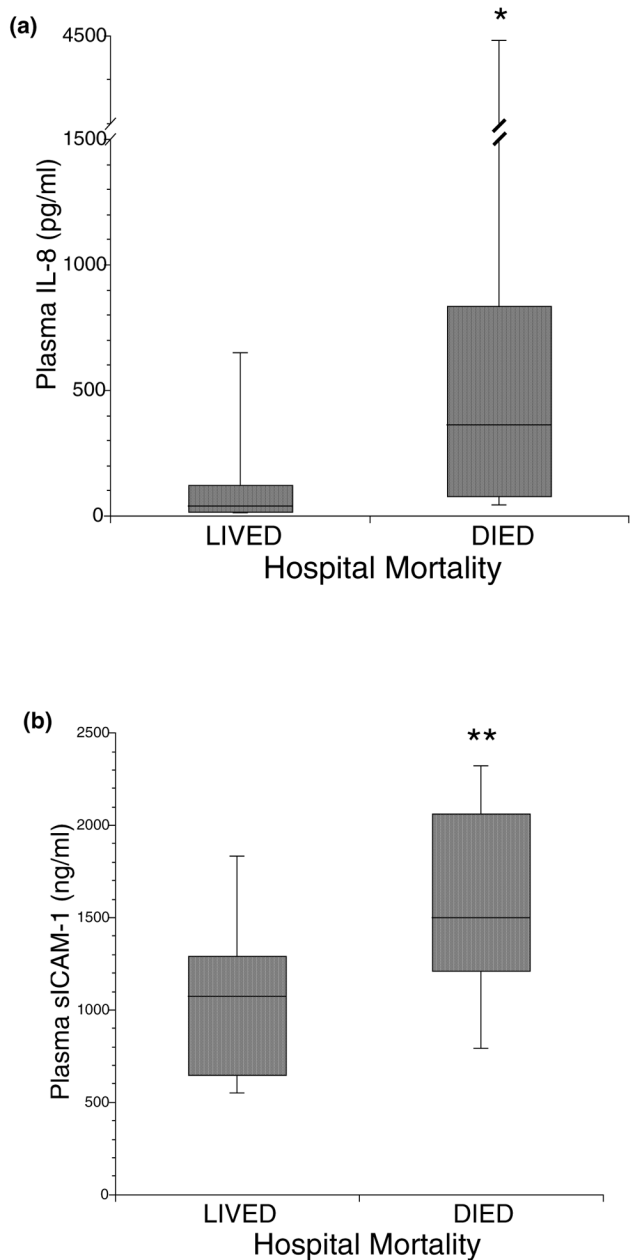 (a)
*
4500
1500
1000
500
0
Plasma IL-8 (pg/ml)
LIVED DIED
Hospital Mortality
(b)
**
2500
2000
1500
1000
500
0
Plasma sICAM-1 (ng/ml)
LIVED DIED
Hospital Mortality